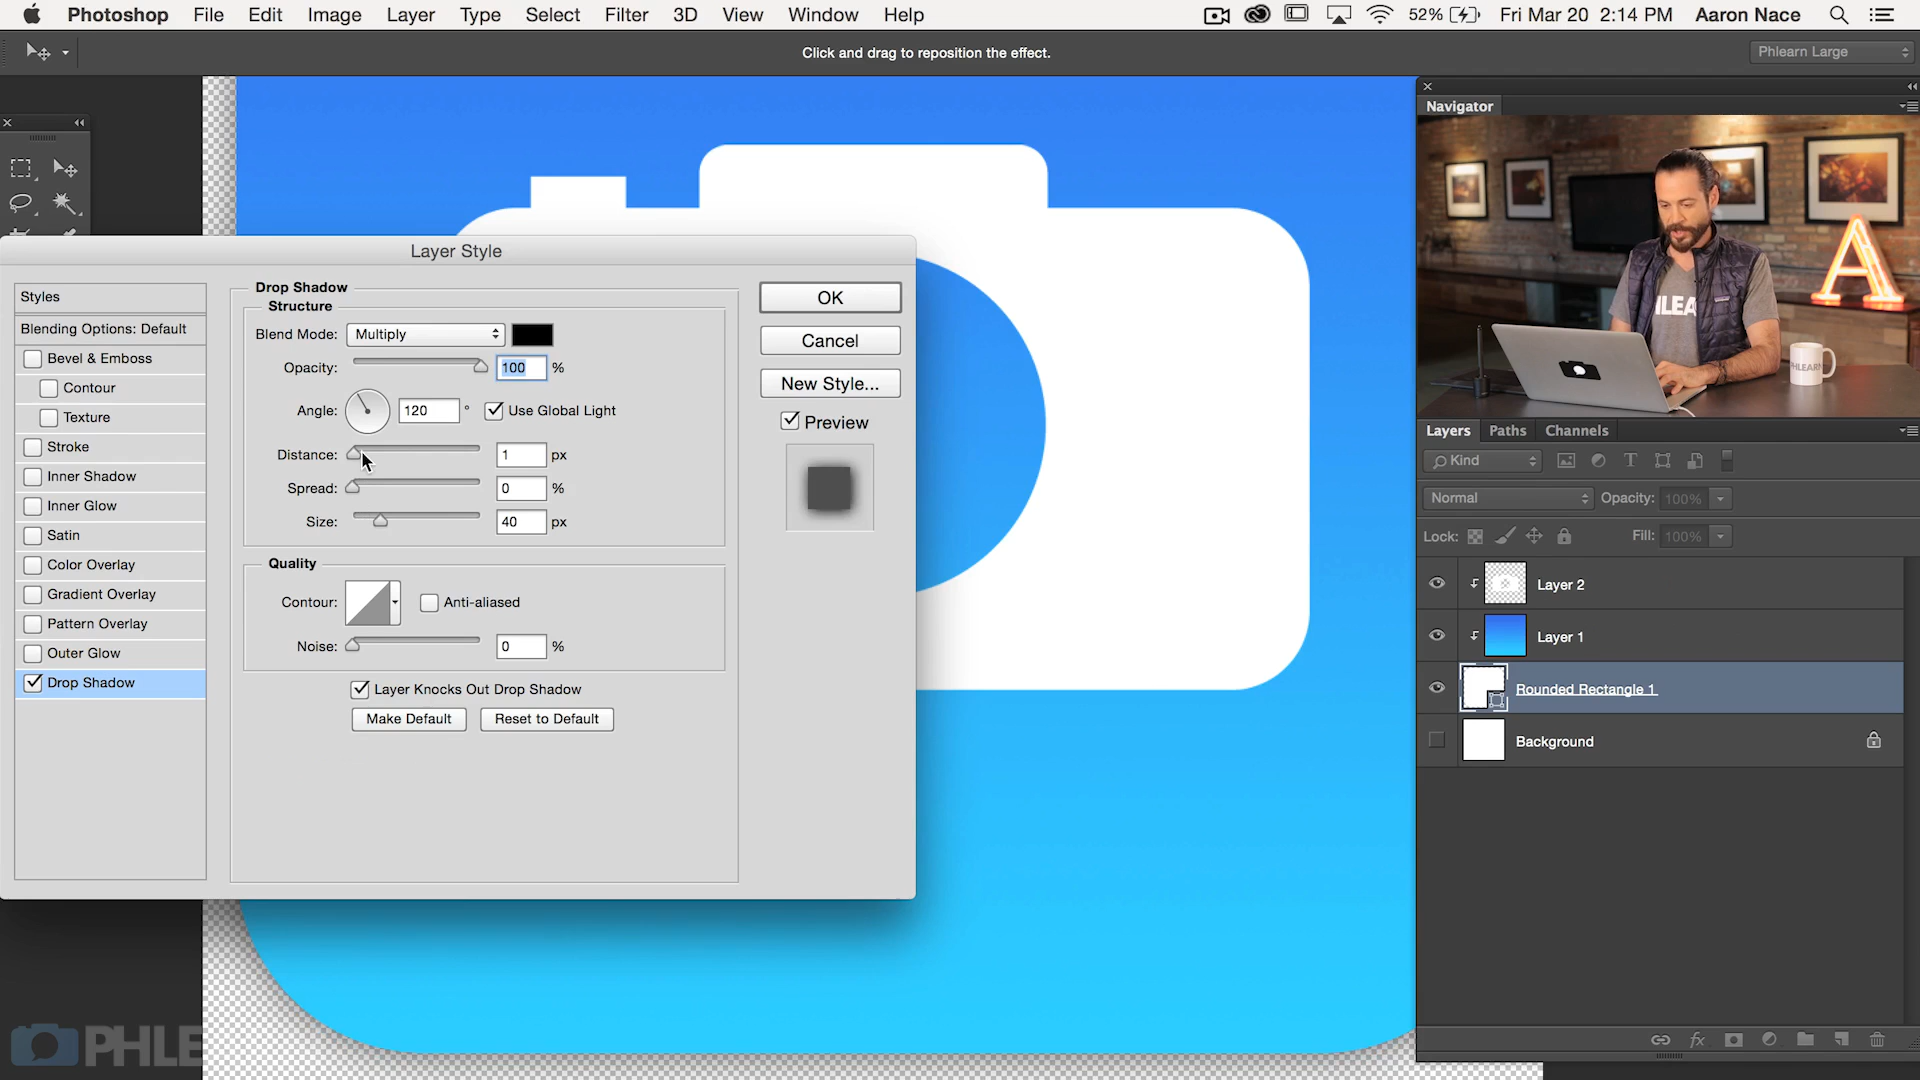 Photoshop File Edit Image Layer Type Select Filter 3D View Window Help 52% Fri Mar 20 2:14 PM Aaron Nace
Click and drag to reposition the effect.
Phlearn Large
Navigator
PHLEARN
A
Layer Style
Styles
Blending Options: Default
Bevel & Emboss
Contour
Texture
Stroke
Inner Shadow
Inner Glow
Satin
Color Overlay
Gradient Overlay
Pattern Overlay
Outer Glow
Drop Shadow
Drop Shadow
Structure
Blend Mode: Multiply
Opacity: 100 %
Angle: 120 ° Use Global Light
Distance: 1 px
Spread: 0 %
Size: 40 px
Quality
Contour: Anti-aliased
Noise: 0 %
Layer Knocks Out Drop Shadow
Make Default Reset to Default
OK
Cancel
New Style...
Preview
Layers Paths Channels
Kind
Normal Opacity: 100%
Lock: Fill: 100%
Layer 2
Layer 1
Rounded Rectangle 1
Background
fx
PHLE